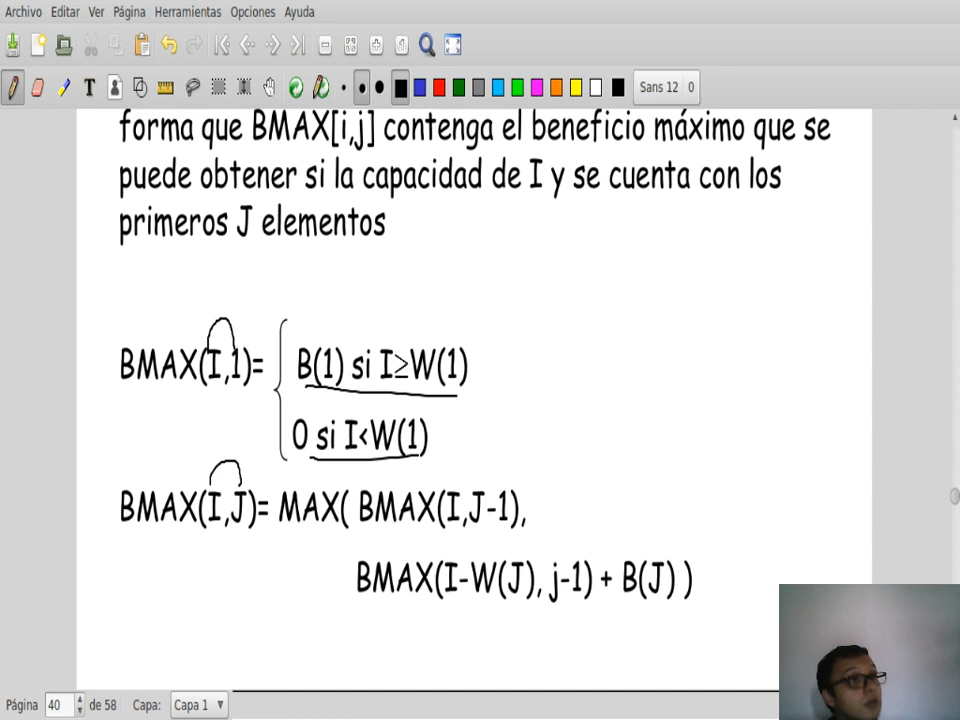 Archivo Editar Ver Página Herramientas Opciones Ayuda
T Sans 12 0
forma que BMAX[i,j] contenga el beneficio máximo que se
puede obtener si la capacidad de I y se cuenta con los
primeros J elementos
BMAX(I,1)= B(1) si I≥W(1)
0 si I<W(1)
BMAX(I,J)= MAX( BMAX(I,J-1),
BMAX(I-W(J), j-1) + B(J) )
Página 40 de 58 Capa: Capa 1